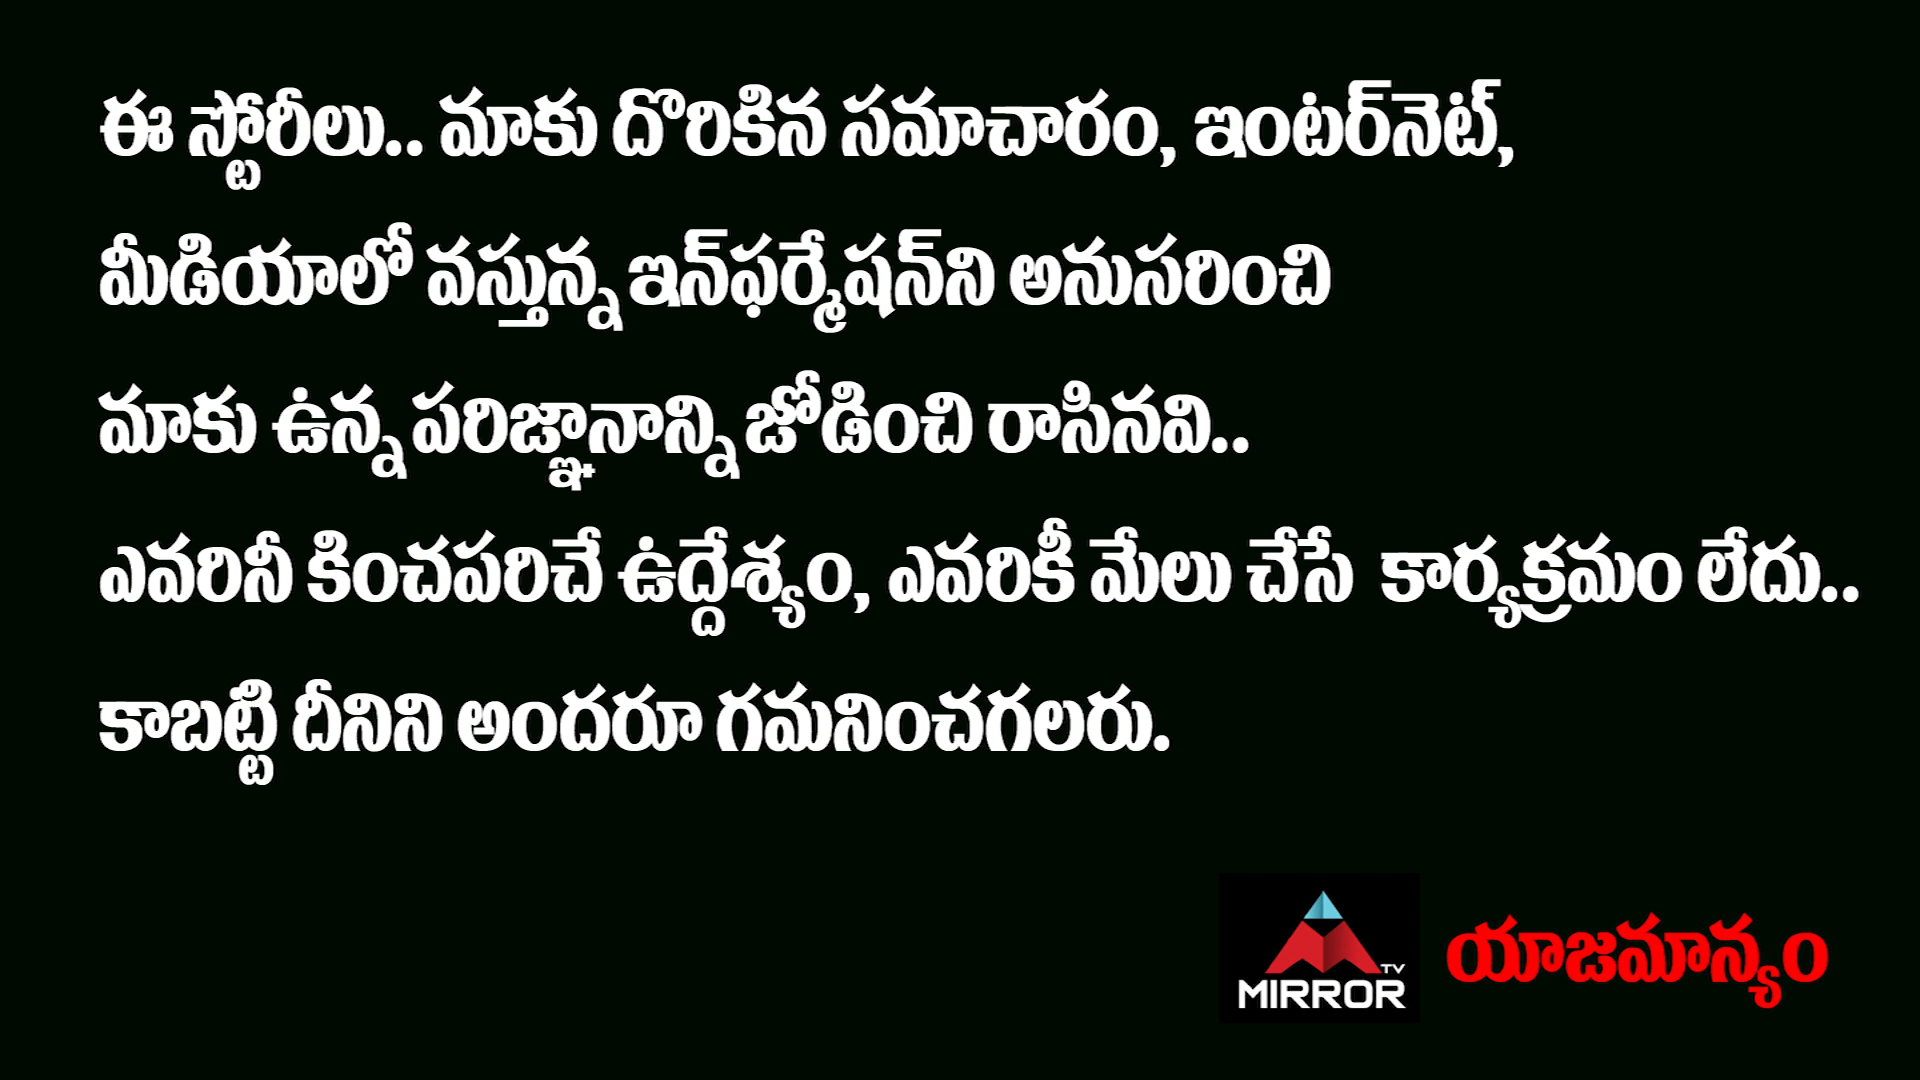 ఈ స్టోరీలు.. మాకు దొరికిన సమాచారం, ఇంటర్‌నెట్,
మీడియాలో వస్తున్న ఇన్‌ఫర్మేషన్‌ని అనుసరించి
మాకు ఉన్న పరిజ్ఞానాన్ని జోడించి రాసినవి..
ఎవరినీ కించపరిచే ఉద్దేశ్యం, ఎవరికీ మేలు చేసే కార్యక్రమం లేదు..
కాబట్టి దీనిని అందరూ గమనించగలరు.
TV
MIRROR
యాజమాన్యం